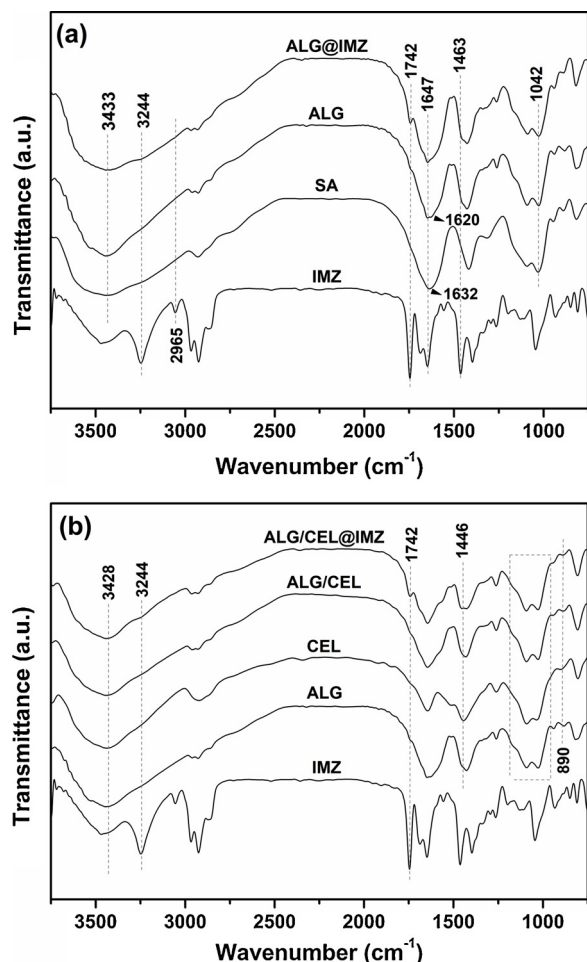 (a)
ALG@IMZ
ALG
SA
IMZ
3433
3244
2965
1742
1647
1463
1042
1620
1632
Transmittance (a.u.)
3500 3000 2500 2000 1500 1000
Wavenumber (cm⁻¹)
(b)
ALG/CEL@IMZ
ALG/CEL
CEL
ALG
IMZ
3428
3244
1742
1446
890
Transmittance (a.u.)
3500 3000 2500 2000 1500 1000
Wavenumber (cm⁻¹)